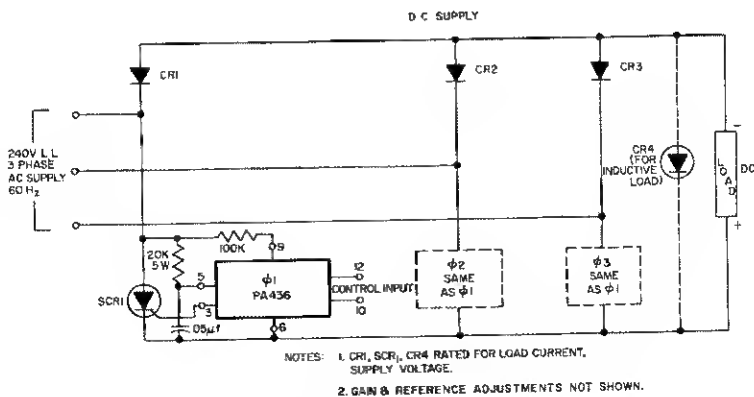 DC SUPPLY
CR1
CR2
CR3
240V L.L
3 PHASE
AC SUPPLY
60 Hz
CR4
(FOR
INDUCTIVE
LOAD)
−
DC
LOAD
+
20K
5W
100K
9
5
3
6
φ1
PA436
12
CONTROL INPUT
10
SCR1
.05μf
φ2
SAME
AS φ1
φ3
SAME
AS φ1
NOTES: 1. CR1, SCR1, CR4 RATED FOR LOAD CURRENT,
SUPPLY VOLTAGE.
2. GAIN & REFERENCE ADJUSTMENTS NOT SHOWN.